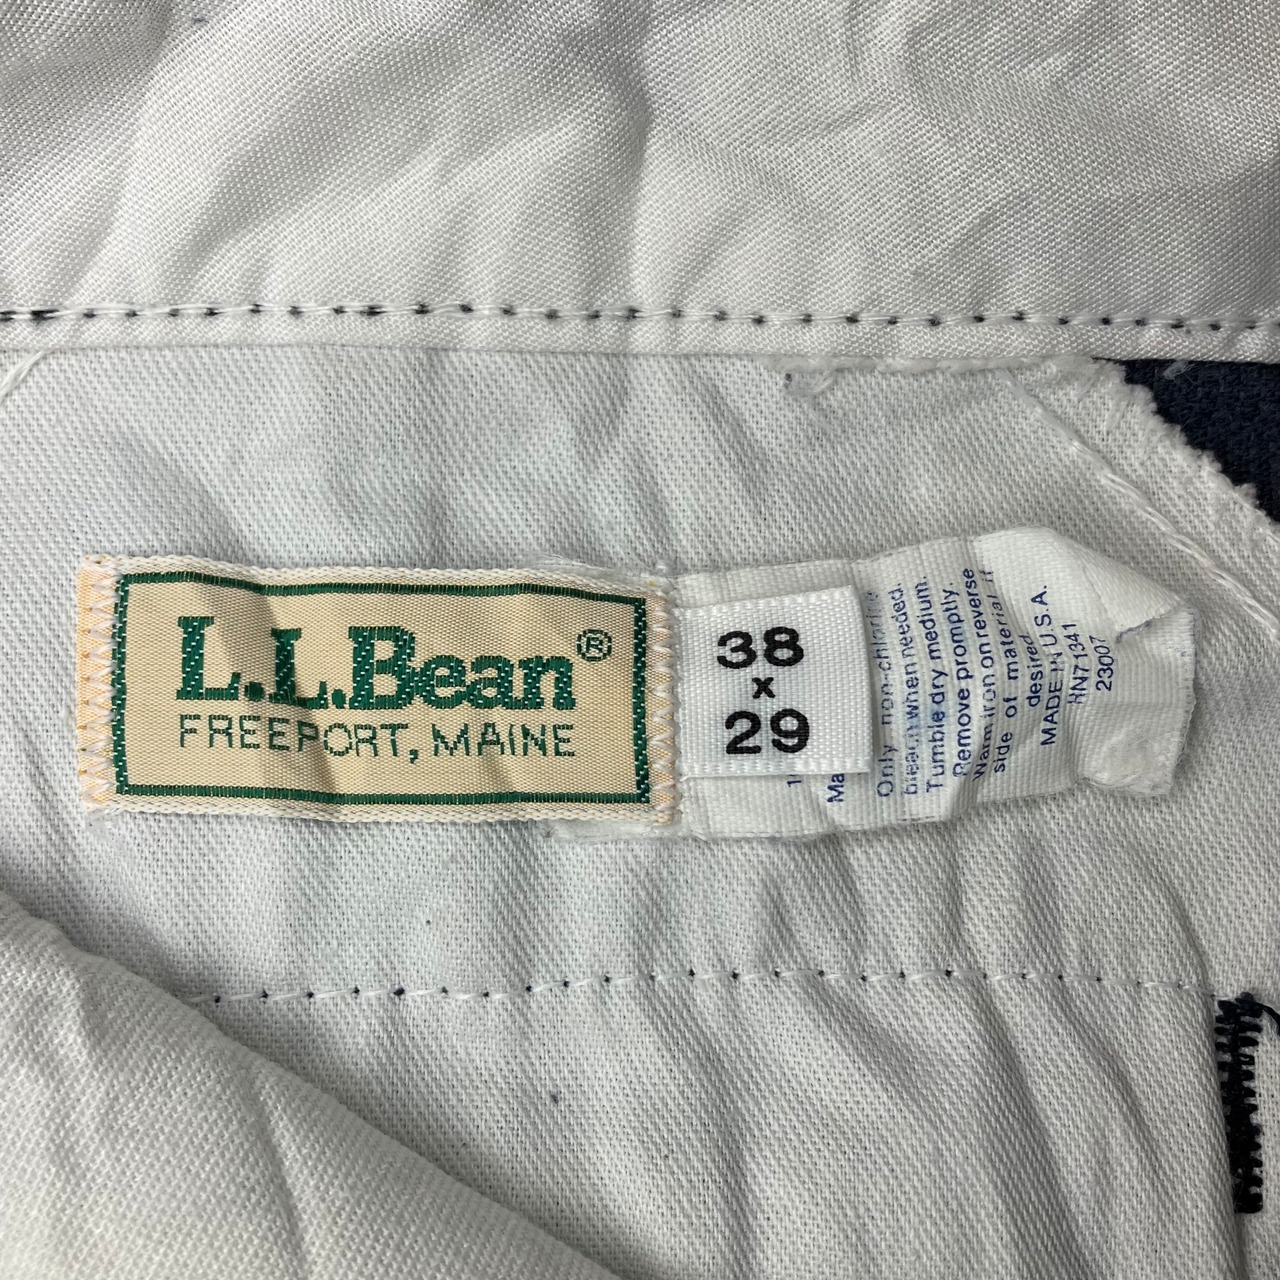 L.L.Bean®
FREEPORT, MAINE
38
x
29
Only non-chlorine
bleach when needed.
Tumble dry medium.
Remove promptly.
Warm iron on reverse
side of material if
desired
MADE IN U.S.A.
RN71341
23007